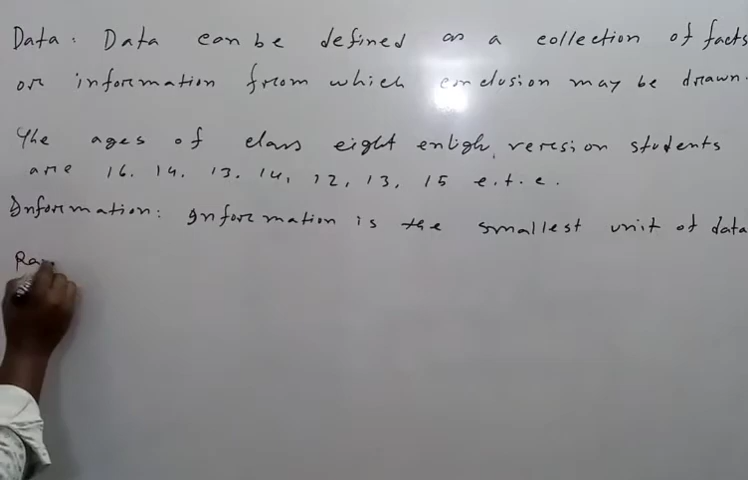 Data: Data can be defined as a collection of facts
or information from which conclusion may be drawn.
The ages of class eight english version students
are 16. 14. 13. 14, 12, 13, 15 e.t.c.
Information: Information is the smallest unit of data
Ra